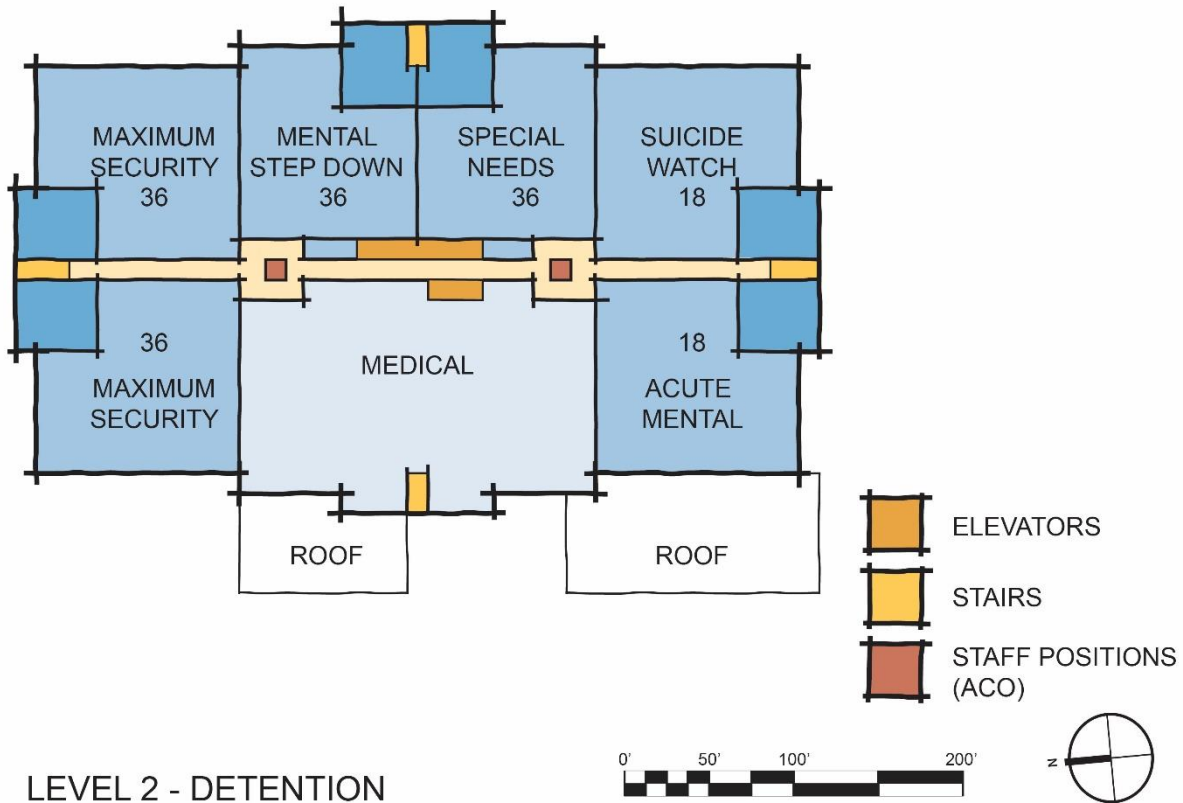 MAXIMUM
SECURITY
36
MENTAL
STEP DOWN
36
SPECIAL
NEEDS
36
SUICIDE
WATCH
18
36
MAXIMUM
SECURITY
MEDICAL
18
ACUTE
MENTAL
ROOF
ROOF
ELEVATORS
STAIRS
STAFF POSITIONS
(ACO)
LEVEL 2 - DETENTION
0' 50' 100' 200'
N